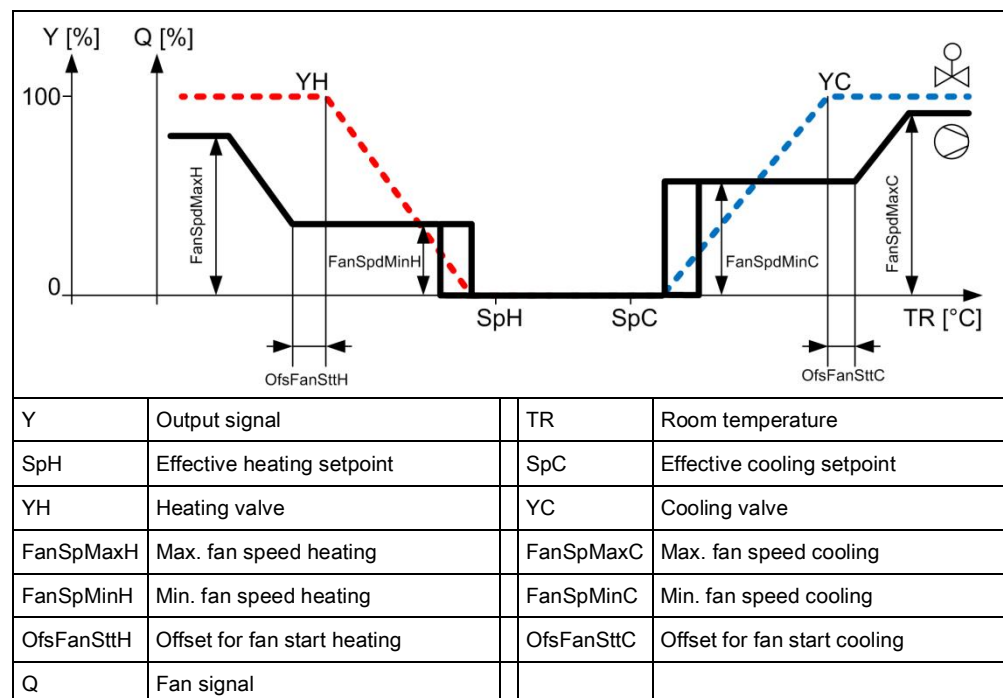 Y [%] Q [%]
YH YC
100
FanSpdMaxH
FanSpdMinH
FanSpdMinC
FanSpdMaxC
0
SpH SpC TR [°C]
OfsFanSttH OfsFanSttC
Y Output signal TR Room temperature
SpH Effective heating setpoint SpC Effective cooling setpoint
YH Heating valve YC Cooling valve
FanSpMaxH Max. fan speed heating FanSpMaxC Max. fan speed cooling
FanSpMinH Min. fan speed heating FanSpMinC Min. fan speed cooling
OfsFanSttH Offset for fan start heating OfsFanSttC Offset for fan start cooling
Q Fan signal